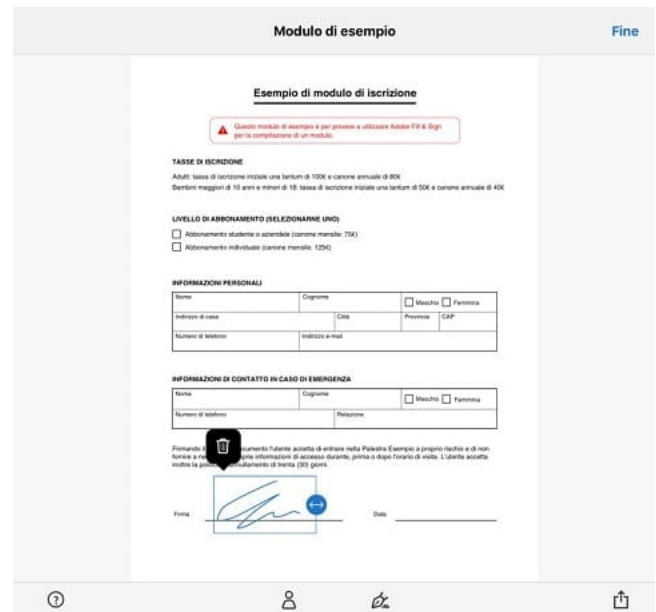 Modulo di esempio
Fine
Esempio di modulo di iscrizione
Questo modulo di esempio è per provare a utilizzare Adobe Fill & Sign
per la compilazione di un modulo.
TASSE DI ISCRIZIONE
Adulti: tassa di iscrizione iniziale una tantum di 100€ e canone annuale di 80€
Bambini maggiori di 10 anni e minori di 18: tassa di iscrizione iniziale una tantum di 50€ e canone annuale di 40€
LIVELLO DI ABBONAMENTO (SELEZIONARNE UNO)
Abbonamento studente o aziendale (canone mensile: 75€)
Abbonamento individuale (canone mensile: 125€)
INFORMAZIONI PERSONALI
Nome Cognome Maschio Femmina
Indirizzo di casa Città Provincia CAP
Numero di telefono Indirizzo e-mail
INFORMAZIONI DI CONTATTO IN CASO DI EMERGENZA
Nome Cognome Maschio Femmina
Numero di telefono Relazione
Firmando il documento l'utente accetta di entrare nella Palestra Esempio a proprio rischio e di non
fornire a informazioni di accesso durante, prima o dopo l'orario di visita. L'utente accetta
inoltre la di trenta (30) giorni.
Firma Data